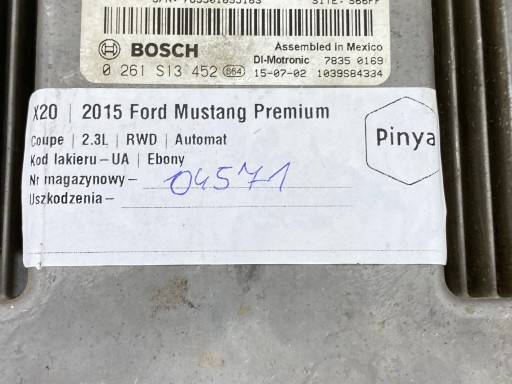 BOSCH
Assembled in Mexico
DI-Motronic 7835 0169
0 261 S13 452 664 15-07-02 1039S84334
X20 | 2015 Ford Mustang Premium
Coupe | 2.3L | RWD | Automat
Kod lakieru - UA | Ebony
Nr magazynowy - 04571
Uszkodzenia -
Pinya